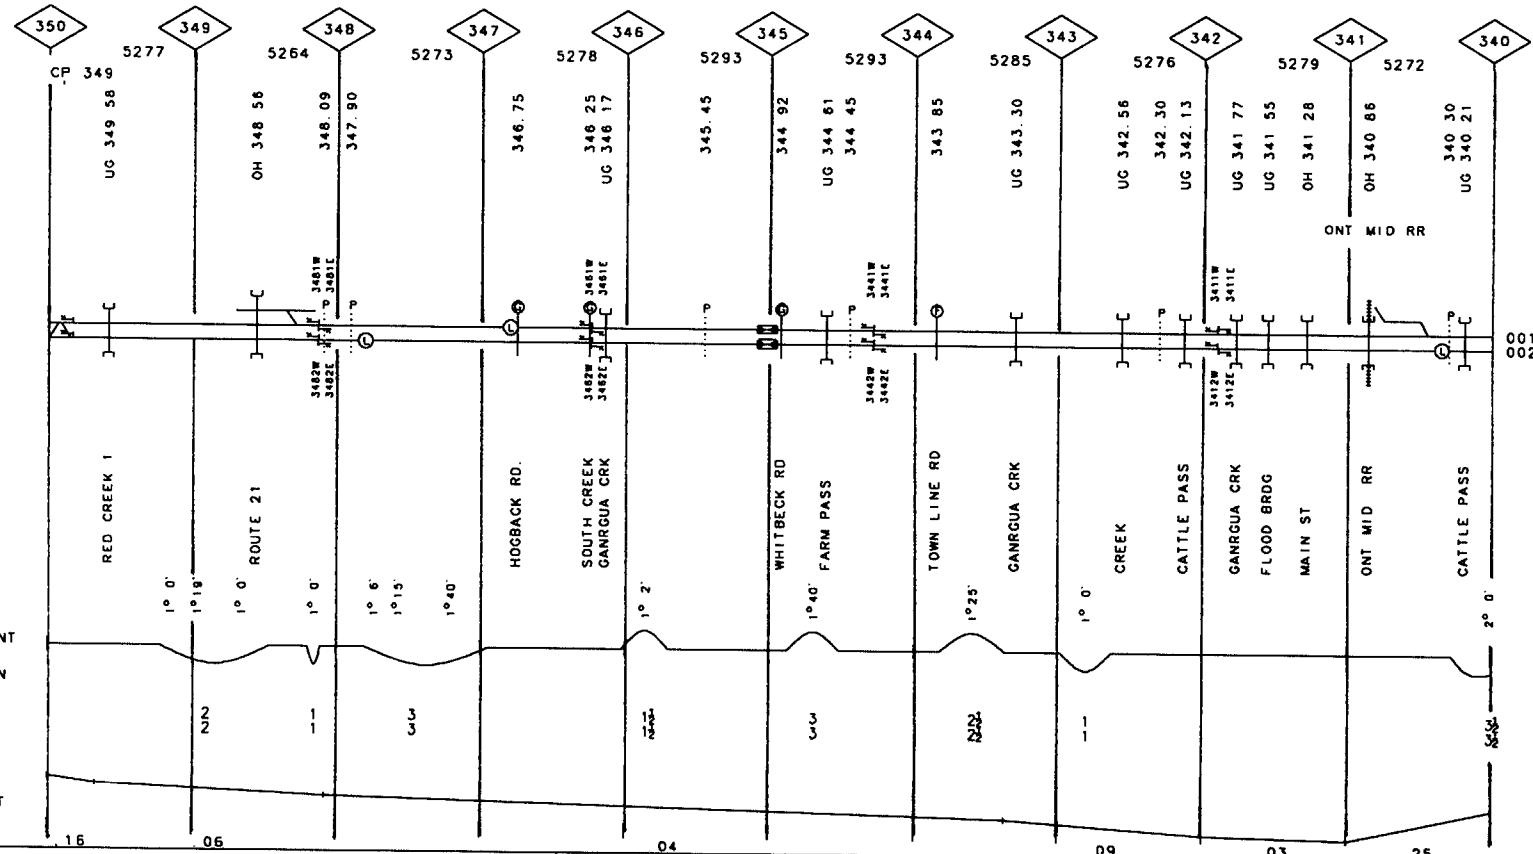 350 349 348 347 346 345 344 343 342 341 340
5277 5264 5273 5278 5293 5293 5285 5276 5279 5272
CP 349
UG 349 58
OH 348 56
348.09
347.90
346.75
346 25
UG 346 17
345.45
344 92
UG 344 61
344 45
343 85
UG 343.30
UG 342.56
342.30
UG 342.13
UG 341 77
UG 341 55
OH 341 28
OH 340 86
340 30
UG 340 21
ONT MID RR
3481W
3481E
3461W
3461E
3441W
3441E
3411W
3411E
P P G G P G P P P P
L L L
001
002
3482W
3482E
3462W
3462E
3442W
3442E
3412W
3412E
RED CREEK 1
ROUTE 21
HOGBACK RD.
SOUTH CREEK
GANRGUA CRK
WHITBECK RD
FARM PASS
TOWN LINE RD
GANRGUA CRK
CREEK
CATTLE PASS
GANRGUA CRK
FLOOD BRDG
MAIN ST
ONT MID RR
CATTLE PASS
1° 0'
1° 19'
1° 0'
1° 0'
1° 6'
1° 15'
1° 40'
1° 2'
1° 40'
1° 25'
1° 0'
2° 0'
NT
N
2 1 3 3 1
2 1 3 3 1
T
.16 .06 04 09 03 25